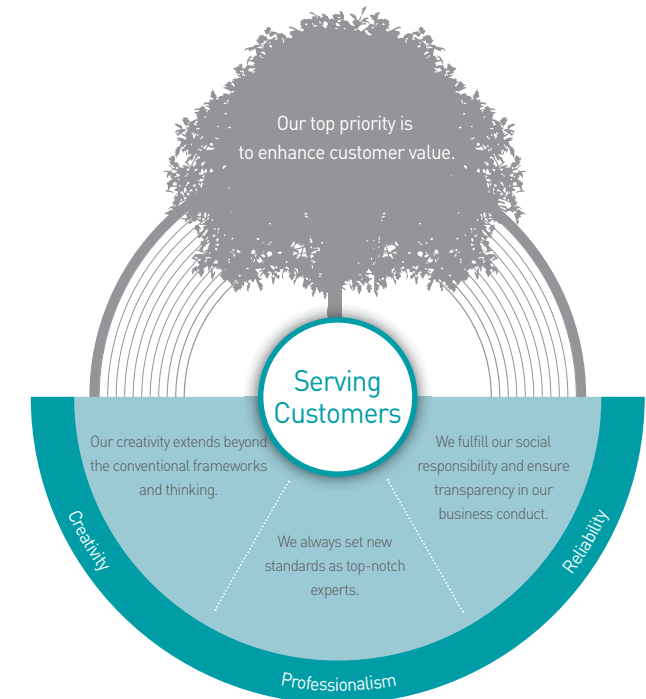 Our top priority is
to enhance customer value.
Serving
Customers
Our creativity extends beyond
the conventional frameworks
and thinking.
We fulfill our social
responsibility and ensure
transparency in our
business conduct.
We always set new
standards as top-notch
experts.
Creativity
Professionalism
Reliability